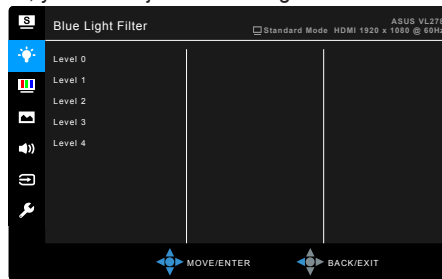 S
Blue Light Filter
ASUS VL278
Standard Mode HDMI 1920 x 1080 @ 60Hz
Level 0
Level 1
Level 2
Level 3
Level 4
MOVE/ENTER
BACK/EXIT